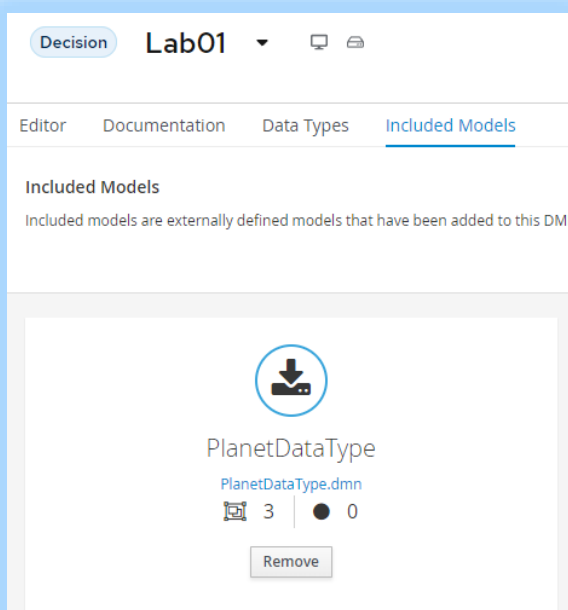 Decision Lab01
Editor Documentation Data Types Included Models
Included Models
Included models are externally defined models that have been added to this DM
PlanetDataType
PlanetDataType.dmn
3 0
Remove